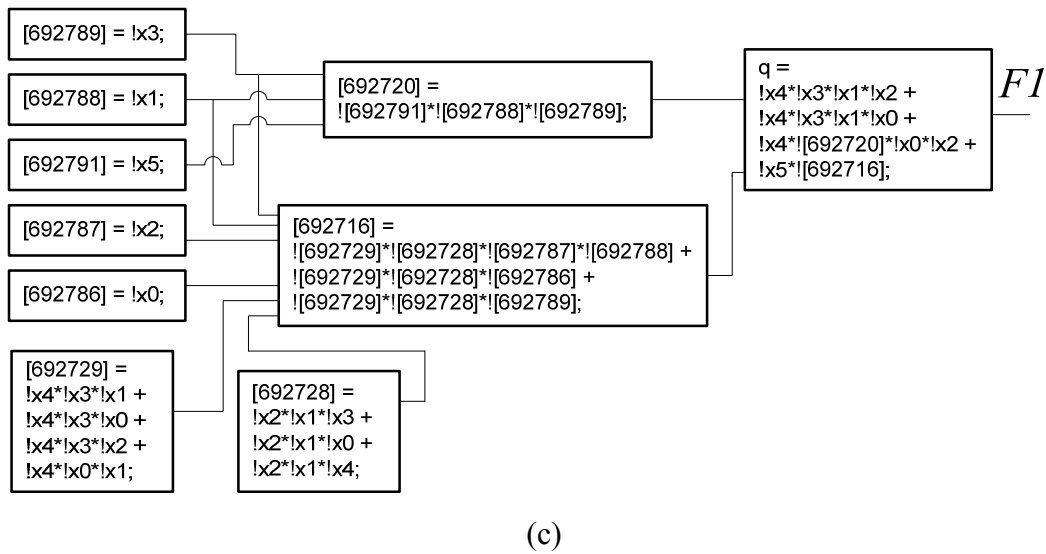 [692789] = !x3;
[692788] = !x1;
[692791] = !x5;
[692787] = !x2;
[692786] = !x0;
[692729] =
!x4*!x3*!x1 +
!x4*!x3*!x0 +
!x4*!x3*!x2 +
!x4*!x0*!x1;
[692728] =
!x2*!x1*!x3 +
!x2*!x1*!x0 +
!x2*!x1*!x4;
[692720] =
![692791]*![692788]*![692789];
[692716] =
![692729]*![692728]*![692787]*![692788] +
![692729]*![692728]*![692786] +
![692729]*![692728]*![692789];
q =
!x4*!x3*!x1*!x2 +
!x4*!x3*!x1*!x0 +
!x4*![692720]*!x0*!x2 +
!x5*![692716];
F1
(c)